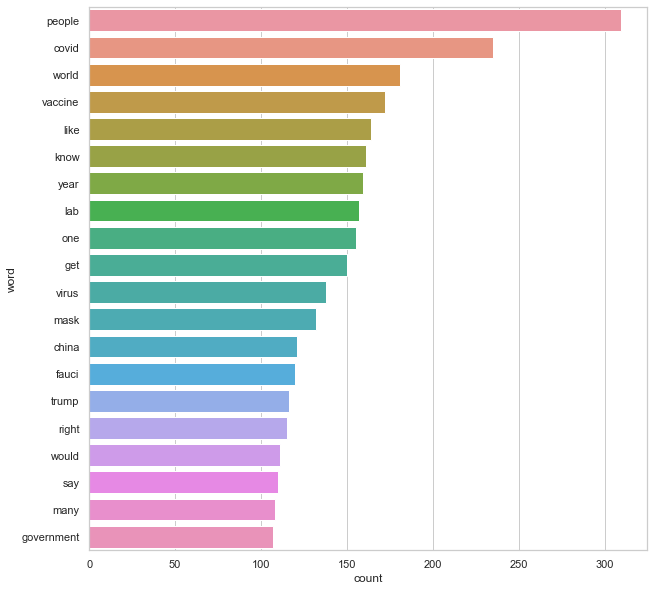 people
covid
world
vaccine
like
know
year
lab
one
get
virus
mask
china
fauci
trump
right
would
say
many
government
word
0 50 100 150 200 250 300
count